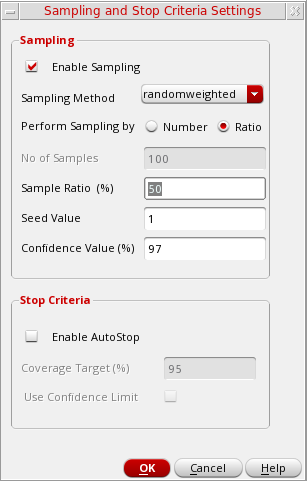 Sampling and Stop Criteria Settings
Sampling
Enable Sampling
Sampling Method randomweighted
Perform Sampling by Number Ratio
No of Samples 100
Sample Ratio (%) 50
Seed Value 1
Confidence Value (%) 97
Stop Criteria
Enable AutoStop
Coverage Target (%) 95
Use Confidence Limit
OK Cancel Help